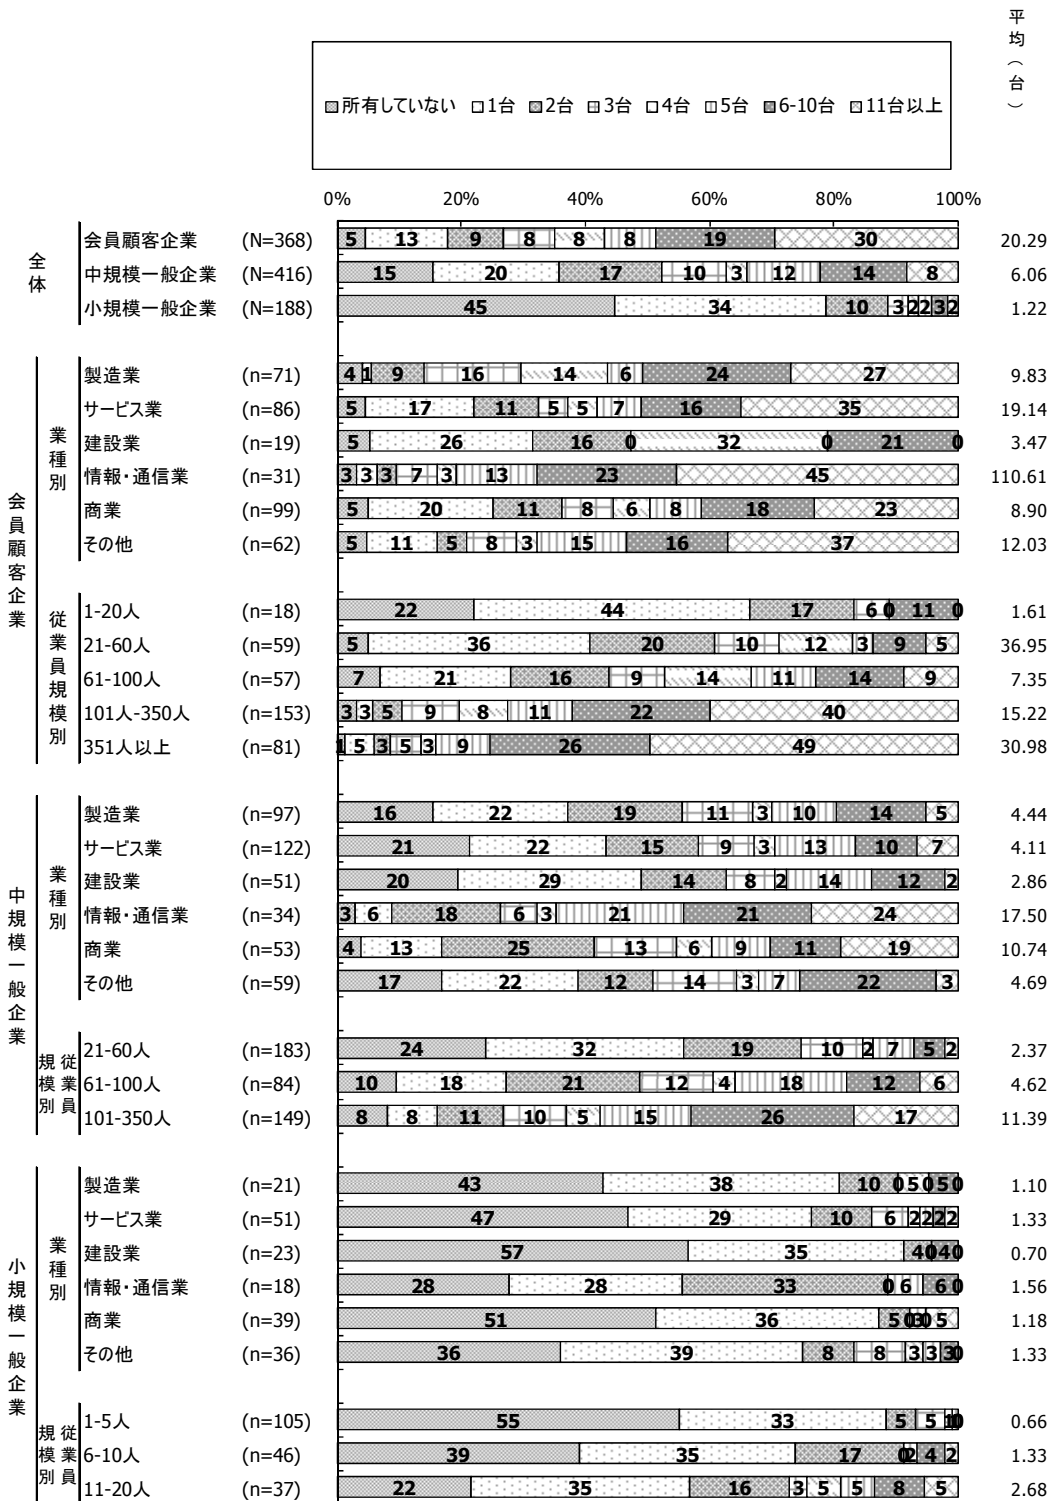 平均（台）
所有していない 1台 2台 3台 4台 5台 6-10台 11台以上
0% 20% 40% 60% 80% 100%
全体
会員顧客企業 (N=368) 5 13 9 8 8 8 19 30 20.29
中規模一般企業 (N=416) 15 20 17 10 3 12 14 8 6.06
小規模一般企業 (N=188) 45 34 10 3 2 2 3 2 1.22
会員顧客企業
業種別
製造業 (n=71) 4 1 9 16 14 6 24 27 9.83
サービス業 (n=86) 5 17 11 5 5 7 16 35 19.14
建設業 (n=19) 5 26 16 0 32 0 21 0 3.47
情報・通信業 (n=31) 3 3 3 7 3 13 23 45 110.61
商業 (n=99) 5 20 11 8 6 8 18 23 8.90
その他 (n=62) 5 11 5 8 3 15 16 37 12.03
従業員規模別
1-20人 (n=18) 22 44 17 6 0 11 0 1.61
21-60人 (n=59) 5 36 20 10 12 3 9 5 36.95
61-100人 (n=57) 7 21 16 9 14 11 14 9 7.35
101人-350人 (n=153) 3 3 5 9 8 11 22 40 15.22
351人以上 (n=81) 1 5 3 5 3 9 26 49 30.98
中規模一般企業
業種別
製造業 (n=97) 16 22 19 11 3 10 14 5 4.44
サービス業 (n=122) 21 22 15 9 3 13 10 7 4.11
建設業 (n=51) 20 29 14 8 2 14 12 2 2.86
情報・通信業 (n=34) 3 6 18 6 3 21 21 24 17.50
商業 (n=53) 4 13 25 13 6 9 11 19 10.74
その他 (n=59) 17 22 12 14 3 7 22 3 4.69
従業員規模別
21-60人 (n=183) 24 32 19 10 2 7 5 2 2.37
61-100人 (n=84) 10 18 21 12 4 18 12 6 4.62
101-350人 (n=149) 8 8 11 10 5 15 26 17 11.39
小規模一般企業
業種別
製造業 (n=21) 43 38 10 0 5 0 5 0 1.10
サービス業 (n=51) 47 29 10 6 2 2 2 2 1.33
建設業 (n=23) 57 35 4 0 4 0 0.70
情報・通信業 (n=18) 28 28 33 0 6 6 0 1.56
商業 (n=39) 51 36 5 0 3 0 5 1.18
その他 (n=36) 36 39 8 8 3 3 3 0 1.33
従業員規模別
1-5人 (n=105) 55 33 5 5 1 0 0.66
6-10人 (n=46) 39 35 17 0 2 4 2 1.33
11-20人 (n=37) 22 35 16 3 5 5 8 5 2.68